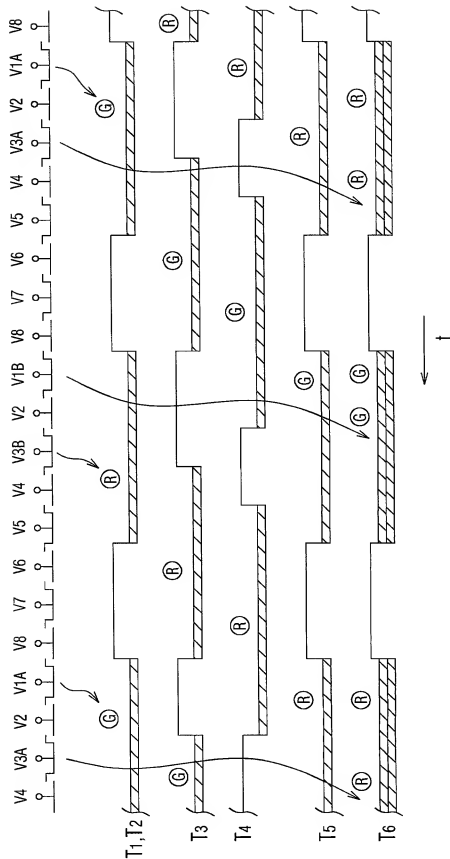 V4 V3A V2 V1A V8 V7 V6 V5 V4 V3B V2 V1B V8 V7 V6 V5 V4 V3A V2 V1A V8
T1,T2 G R G
T3 G R G R
T4 R G R
T5 R G R
T6 R R G G R R
t